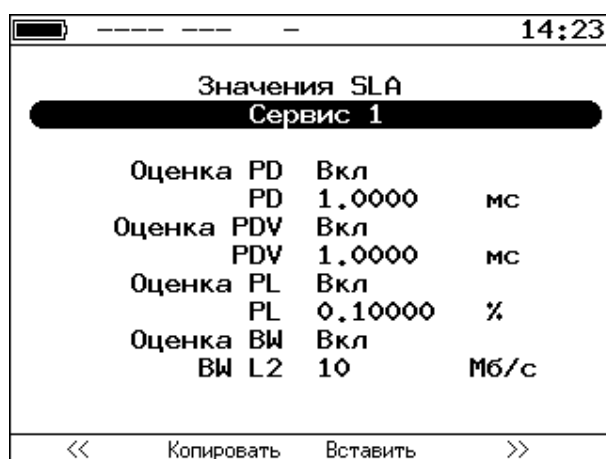 ---- --- - 14:23
Значения SLA
Сервис 1
Оценка PD Вкл
PD 1.0000 мс
Оценка PDV Вкл
PDV 1.0000 мс
Оценка PL Вкл
PL 0.10000 %
Оценка BW Вкл
BW L2 10 Мб/с
<< Копировать Вставить >>